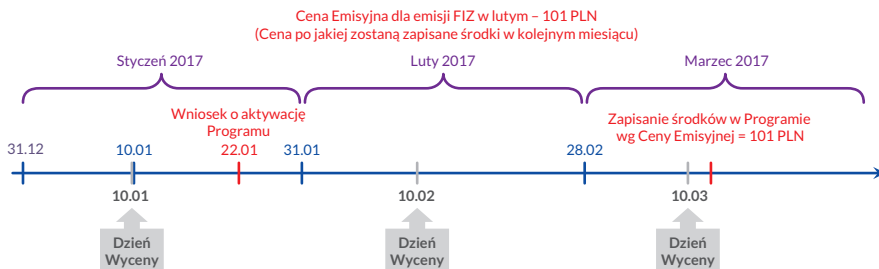 Cena Emisyjna dla emisji FIZ w lutym – 101 PLN
(Cena po jakiej zostaną zapisane środki w kolejnym miesiącu)
Styczeń 2017
Luty 2017
Marzec 2017
Wniosek o aktywację
Programu
Zapisanie środków w Programie
wg Ceny Emisyjnej = 101 PLN
31.12
10.01
22.01
31.01
28.02
10.01
10.02
10.03
Dzień
Wyceny
Dzień
Wyceny
Dzień
Wyceny